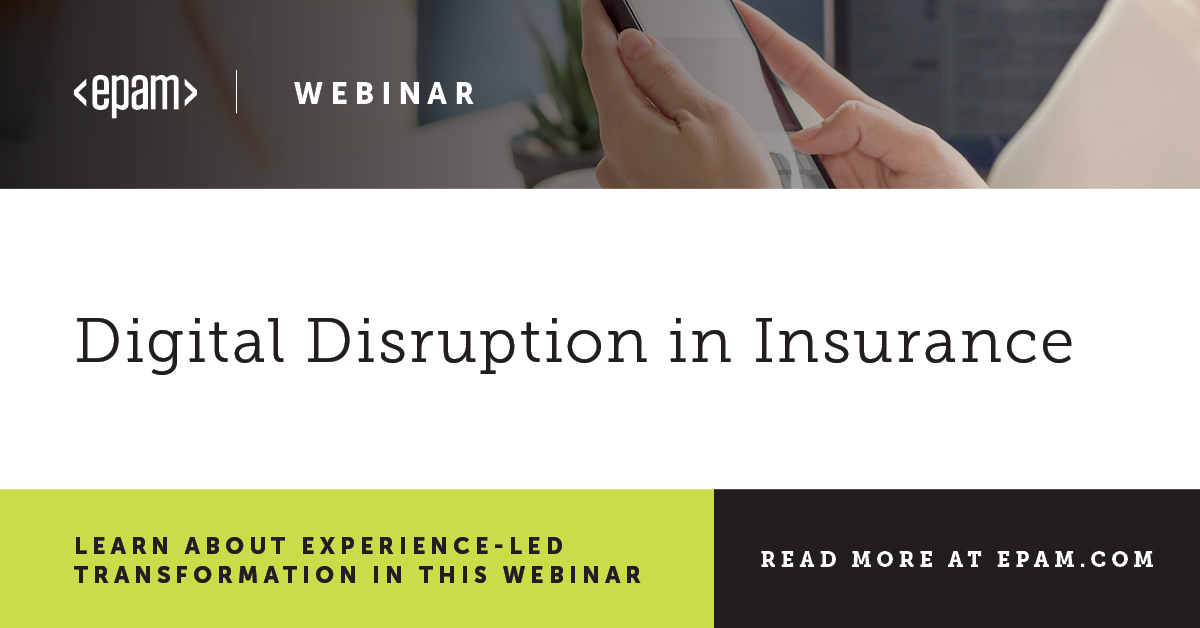 <epam>
WEBINAR
Digital Disruption in Insurance
LEARN ABOUT EXPERIENCE-LED
TRANSFORMATION IN THIS WEBINAR
READ MORE AT EPAM.COM